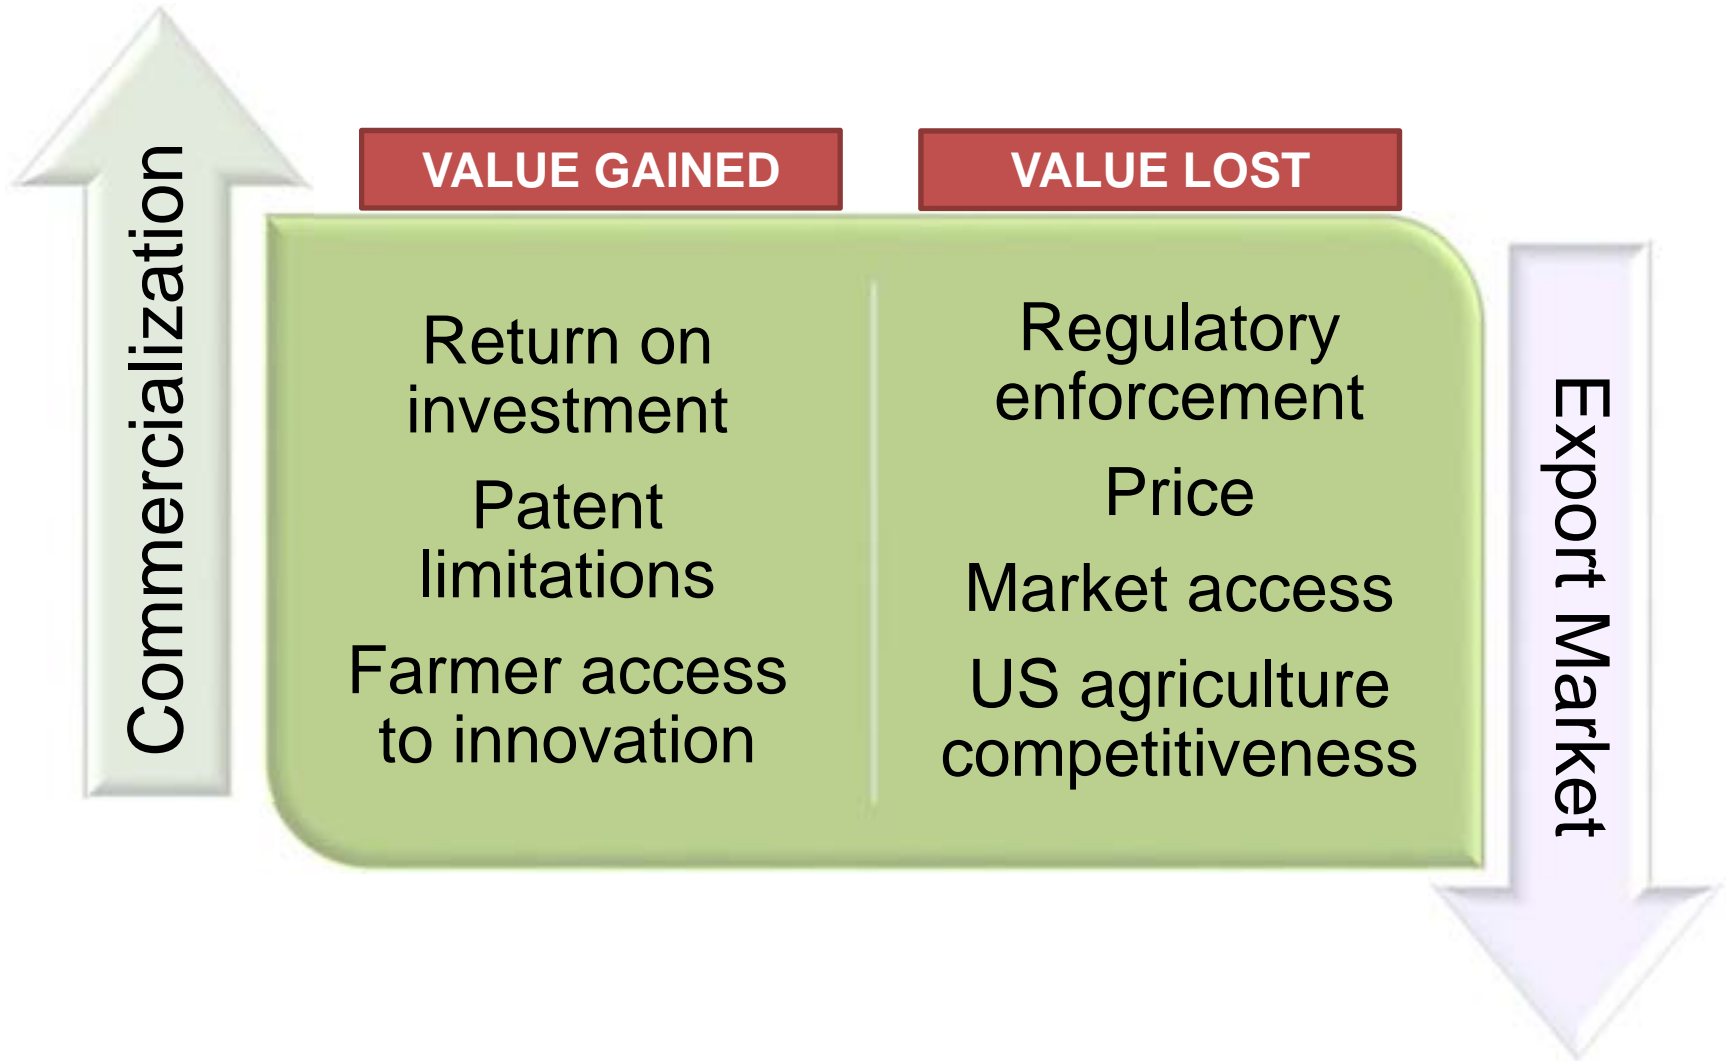 Commercialization
VALUE GAINED
Return on
investment
Patent
limitations
Farmer access
to innovation
VALUE LOST
Regulatory
enforcement
Price
Market access
US agriculture
competitiveness
Export Market